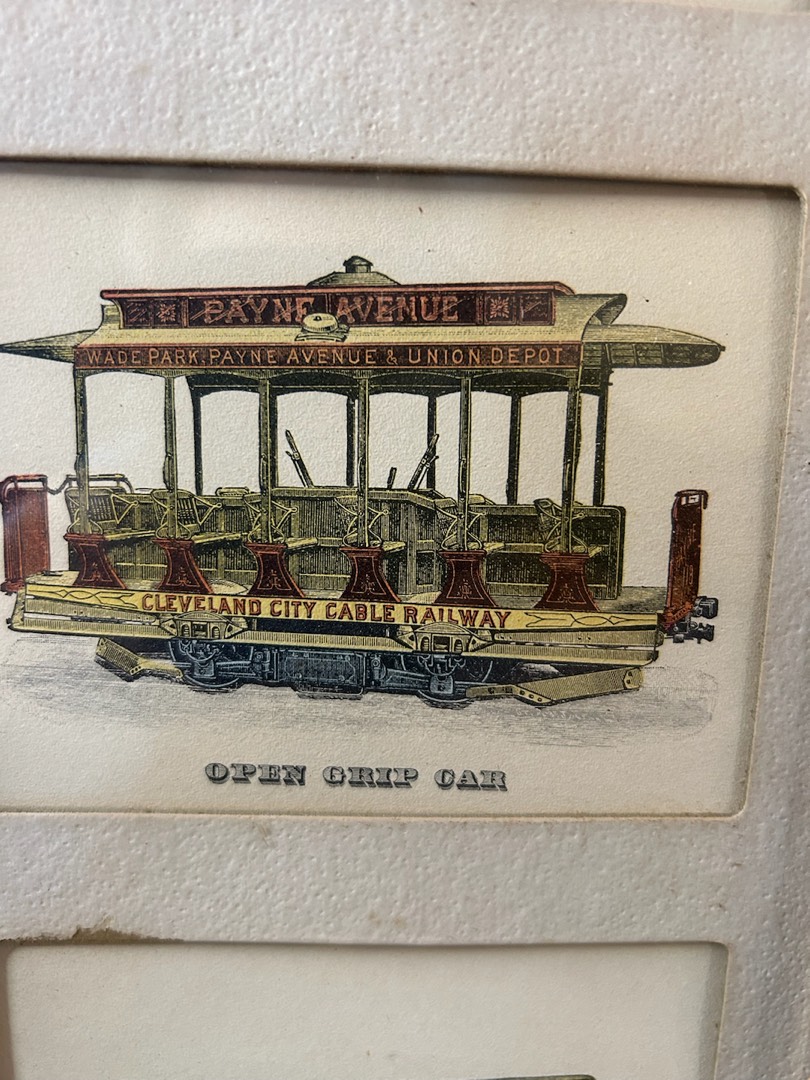 PAYNE AVENUE
WADE PARK, PAYNE AVENUE & UNION DEPOT
CLEVELAND CITY CABLE RAILWAY
OPEN GRIP CAR